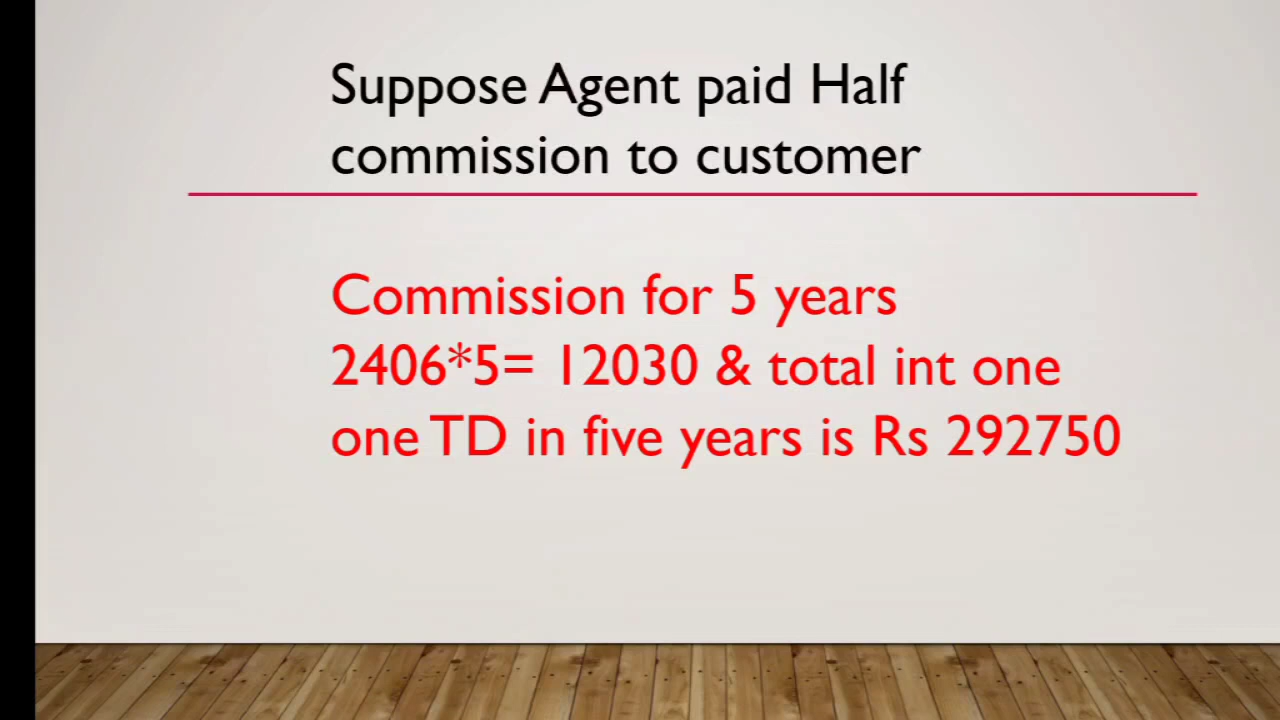 Suppose Agent paid Half
commission to customer
Commission for 5 years
2406*5= 12030 & total int one
one TD in five years is Rs 292750